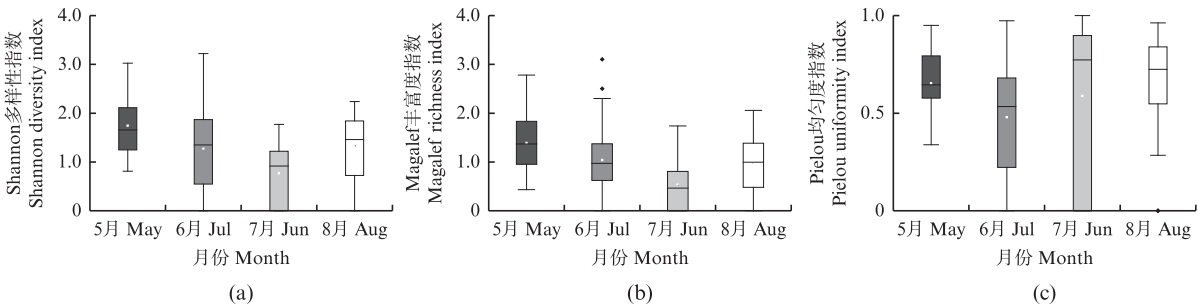 Shannon多样性指数
Shannon diversity index
4.0
3.0
2.0
1.0
0
5月 May
6月 Jul
7月 Jun
8月 Aug
月份 Month
(a)
Magalef丰富度指数
Magalef richness index
4.0
3.0
2.0
1.0
0
5月 May
6月 Jul
7月 Jun
8月 Aug
月份 Month
(b)
Pielou均匀度指数
Pielou uniformity index
1.0
0.5
0
5月 May
6月 Jul
7月 Jun
8月 Aug
月份 Month
(c)